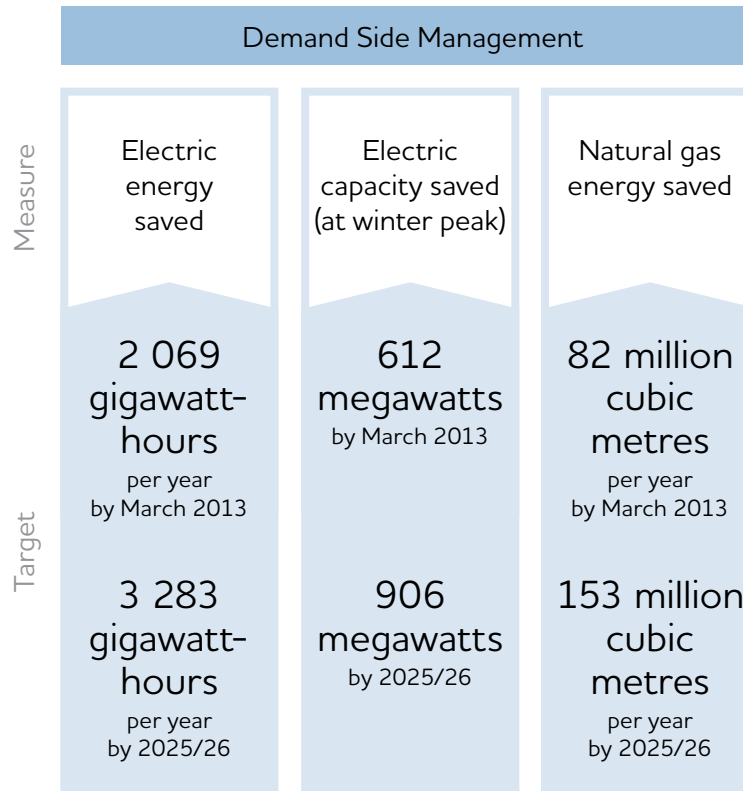 Demand Side Management
Measure
Electric
energy
saved
Electric
capacity saved
(at winter peak)
Natural gas
energy saved
Target
2 069
gigawatt-
hours
per year
by March 2013
612
megawatts
by March 2013
82 million
cubic
metres
per year
by March 2013
3 283
gigawatt-
hours
per year
by 2025/26
906
megawatts
by 2025/26
153 million
cubic
metres
per year
by 2025/26